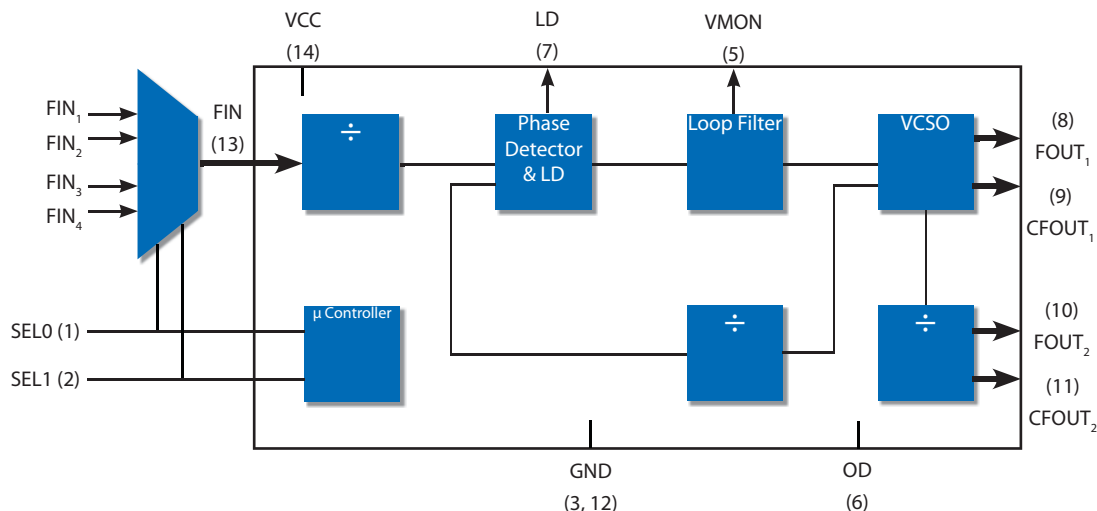 VCC
(14)
LD
(7)
VMON
(5)
FIN₁
FIN₂
FIN₃
FIN₄
FIN
(13)
÷
Phase
Detector
& LD
Loop Filter
VCSO
(8)
FOUT₁
(9)
CFOUT₁
SEL0 (1)
SEL1 (2)
µ Controller
÷
÷
(10)
FOUT₂
(11)
CFOUT₂
GND
(3, 12)
OD
(6)